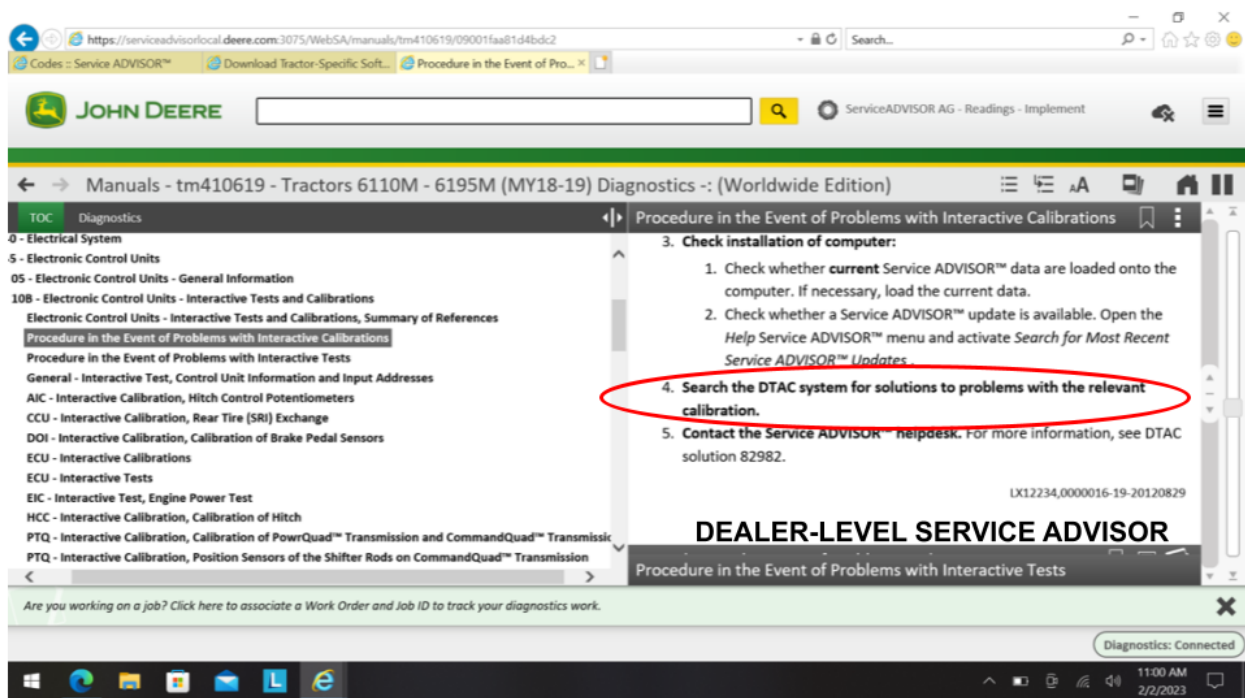 https://serviceadvisorlocal.deere.com:3075/WebSA/manuals/tm410619/09001faa81d4bdc2
Search...
Codes :: Service ADVISOR™
Download Tractor-Specific Soft...
Procedure in the Event of Pro...
JOHN DEERE
ServiceADVISOR AG - Readings - Implement
Manuals - tm410619 - Tractors 6110M - 6195M (MY18-19) Diagnostics -: (Worldwide Edition)
TOC Diagnostics
0 - Electrical System
5 - Electronic Control Units
05 - Electronic Control Units - General Information
10B - Electronic Control Units - Interactive Tests and Calibrations
Electronic Control Units - Interactive Tests and Calibrations, Summary of References
Procedure in the Event of Problems with Interactive Calibrations
Procedure in the Event of Problems with Interactive Tests
General - Interactive Test, Control Unit Information and Input Addresses
AIC - Interactive Calibration, Hitch Control Potentiometers
CCU - Interactive Calibration, Rear Tire (SRI) Exchange
DOI - Interactive Calibration, Calibration of Brake Pedal Sensors
ECU - Interactive Calibrations
ECU - Interactive Tests
EIC - Interactive Test, Engine Power Test
HCC - Interactive Calibration, Calibration of Hitch
PTQ - Interactive Calibration, Calibration of PowrQuad™ Transmission and CommandQuad™ Transmissic
PTQ - Interactive Calibration, Position Sensors of the Shifter Rods on CommandQuad™ Transmission
Procedure in the Event of Problems with Interactive Calibrations
3. Check installation of computer:
1. Check whether current Service ADVISOR™ data are loaded onto the
computer. If necessary, load the current data.
2. Check whether a Service ADVISOR™ update is available. Open the
Help Service ADVISOR™ menu and activate Search for Most Recent
Service ADVISOR™ Updates .
4. Search the DTAC system for solutions to problems with the relevant
calibration.
5. Contact the Service ADVISOR™ helpdesk. For more information, see DTAC
solution 82982.
LX12234,0000016-19-20120829
DEALER-LEVEL SERVICE ADVISOR
Procedure in the Event of Problems with Interactive Tests
Are you working on a job? Click here to associate a Work Order and Job ID to track your diagnostics work.
Diagnostics: Connected
11:00 AM
2/2/2023